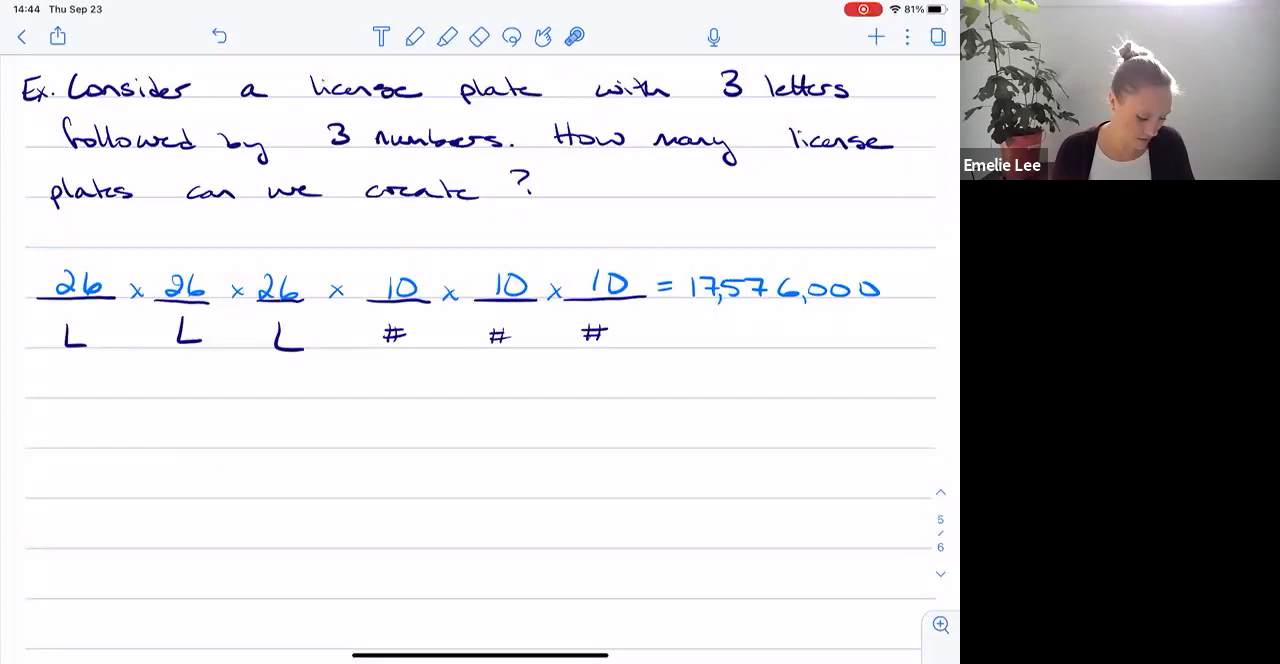 14:44 Thu Sep 23
81%
T
Ex. Consider a license plate with 3 letters
followed by 3 numbers. How many license
plates can we create ?
26 × 26 × 26 × 10 × 10 × 10 = 17,576,000
L L L # # #
5
/
6
Emelie Lee